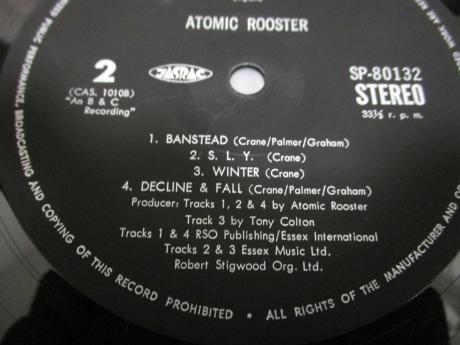 ATOMIC ROOSTER
2
(CAS. 1010B)
"An B & C
Recording"
JASRAC
SP-80132
STEREO
33⅓ r. p. m.
1. BANSTEAD (Crane/Palmer/Graham)
2. S. L. Y. (Crane)
3. WINTER (Crane)
4. DECLINE & FALL (Crane/Palmer/Graham)
Producer: Tracks 1, 2 & 4 by Atomic Rooster
Track 3 by Tony Colton
Tracks 1 & 4 RSO Publishing/Essex International
Tracks 2 & 3 Essex Music Ltd.
Robert Stigwood Org. Ltd.
PUBLIC PERFORMANCE, BROADCASTING AND COPYING OF THIS RECORD PROHIBITED • ALL RIGHTS OF THE MANUFACTURER AND